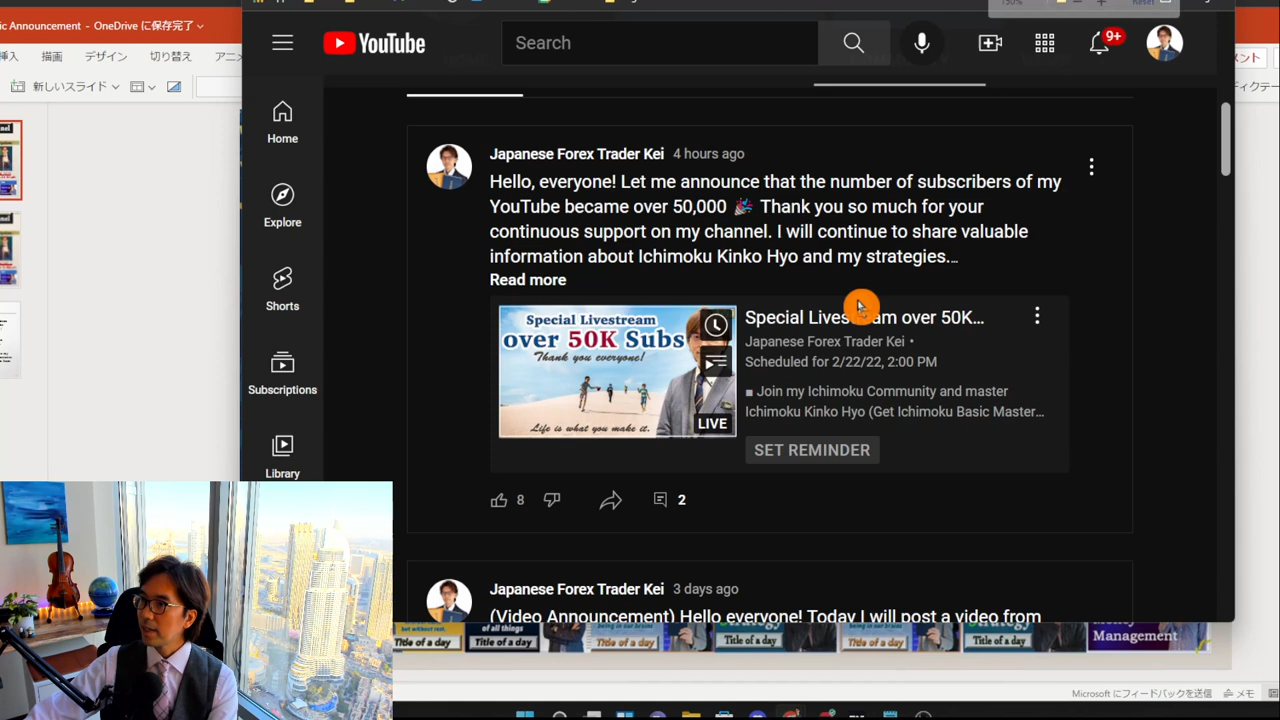 ic Announcement - OneDrive に保存完了
挿入 描画 デザイン 切り替え アニメ
新しいスライド
YouTube
Search
9+
Home
Explore
Shorts
Subscriptions
Library
Japanese Forex Trader Kei 4 hours ago
Hello, everyone! Let me announce that the number of subscribers of my
YouTube became over 50,000 🎉 Thank you so much for your
continuous support on my channel. I will continue to share valuable
information about Ichimoku Kinko Hyo and my strategies...
Read more
Special Livestream
over 50K Subs
Thank you everyone!
Life is what you make it.
LIVE
Special Livestream over 50K...
Japanese Forex Trader Kei •
Scheduled for 2/22/22, 2:00 PM
■ Join my Ichimoku Community and master
Ichimoku Kinko Hyo (Get Ichimoku Basic Master...
SET REMINDER
8
2
Japanese Forex Trader Kei 3 days ago
(Video Announcement) Hello everyone! Today I will post a video from
of all things
Title of a day
Title of a day
Title of a day
Title of a day
Title of a day
Title of a day
Management
Microsoft にフィードバックを送信
メモ